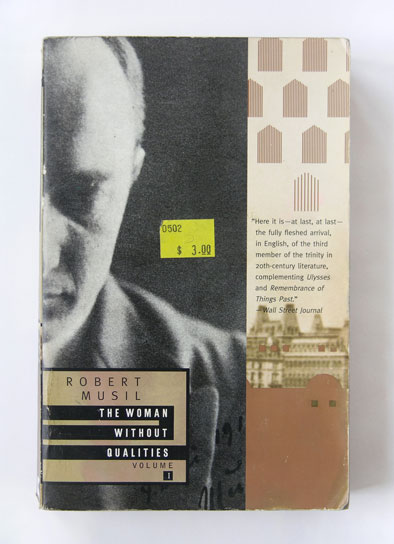 D502
$ 3.00
"Here it is—at last, at last—
the fully fleshed arrival,
in English, of the third
member of the trinity in
20th-century literature,
complementing Ulysses
and Remembrance of
Things Past."
—Wall Street Journal
ROBERT
MUSIL
THE WOMAN
WITHOUT
QUALITIES
VOLUME
I